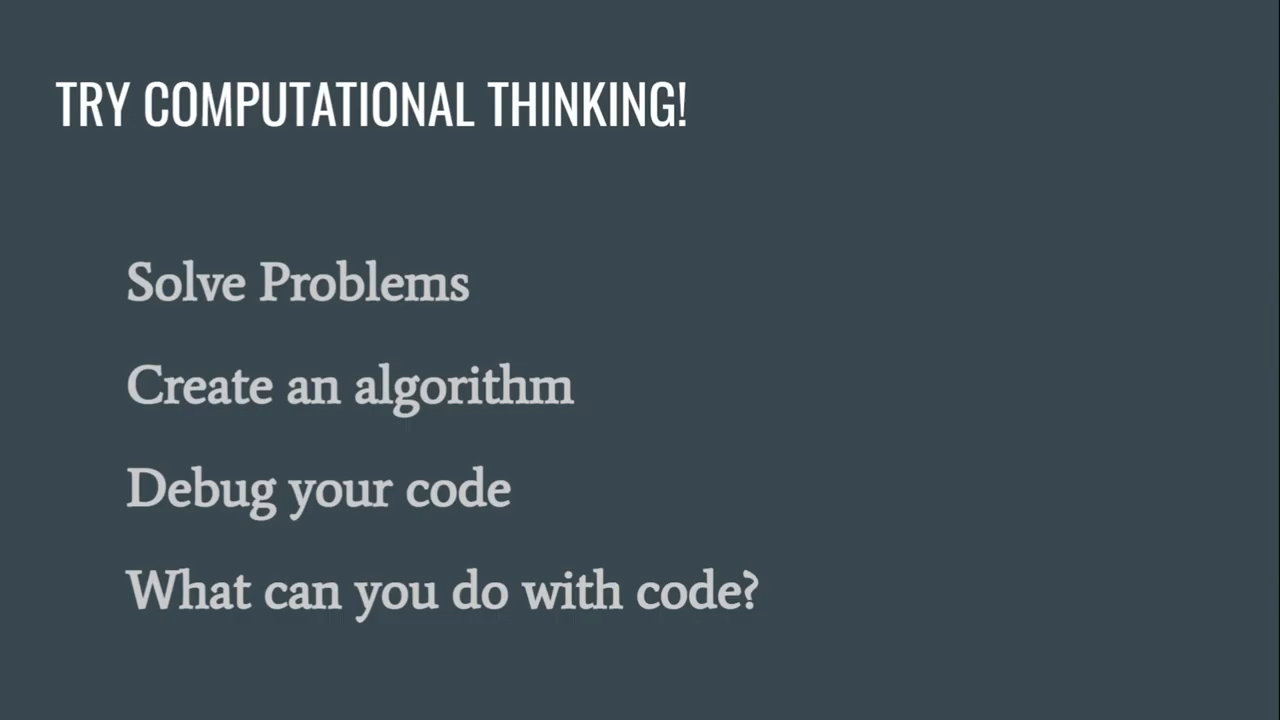 TRY COMPUTATIONAL THINKING!
Solve Problems
Create an algorithm
Debug your code
What can you do with code?